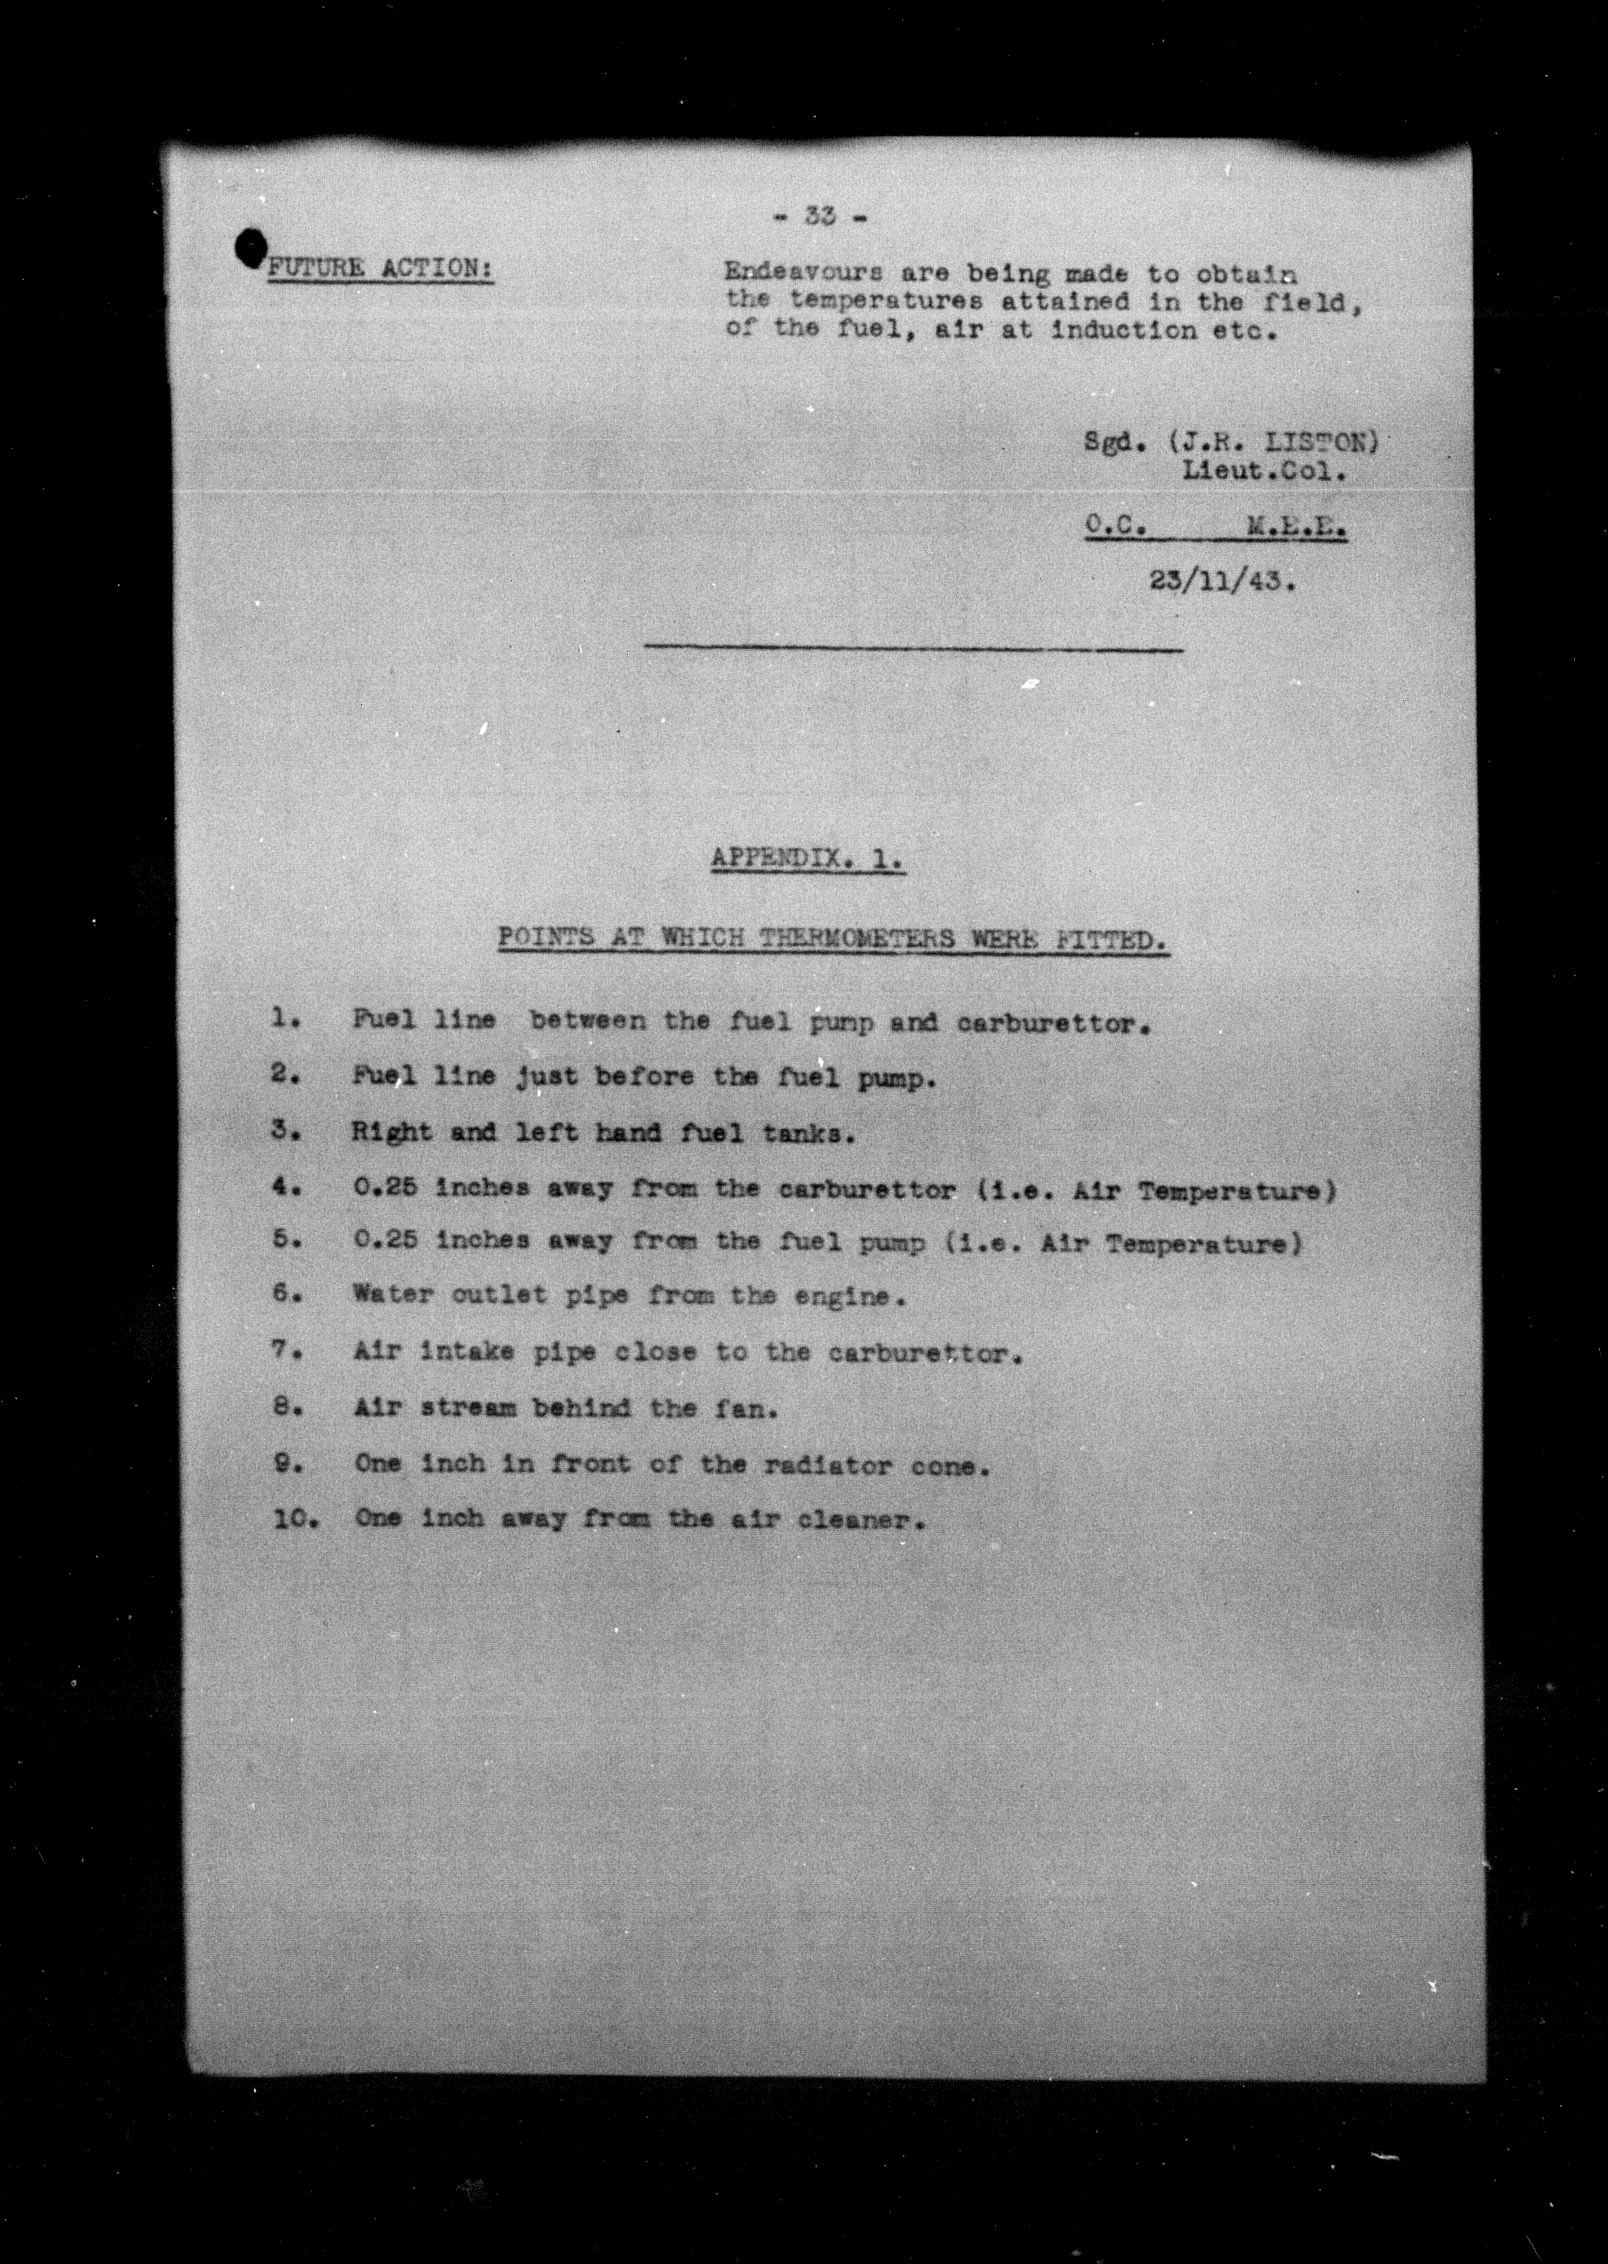 - 33 -
FUTURE ACTION:
Endeavours are being made to obtain
the temperatures attained in the field,
of the fuel, air at induction etc.
Sgd. (J.R. LISTON)
Lieut.Col.
O.C. M.E.E.
23/11/43.
APPENDIX. 1.
POINTS AT WHICH THERMOMETERS WERE FITTED.
1. Fuel line between the fuel pump and carburettor.
2. Fuel line just before the fuel pump.
3. Right and left hand fuel tanks.
4. 0.25 inches away from the carburettor (i.e. Air Temperature)
5. 0.25 inches away from the fuel pump (i.e. Air Temperature)
6. Water outlet pipe from the engine.
7. Air intake pipe close to the carburettor.
8. Air stream behind the fan.
9. One inch in front of the radiator cone.
10. One inch away from the air cleaner.